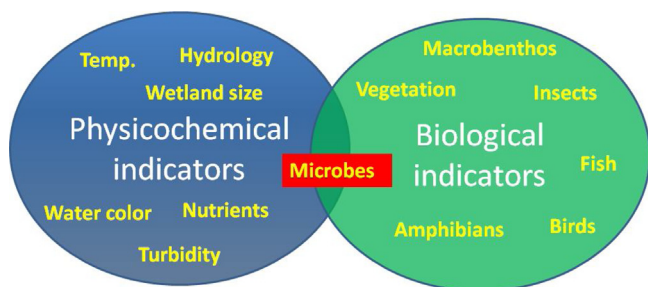 Temp.
Hydrology
Wetland size
Physicochemical
indicators
Water color
Nutrients
Turbidity
Microbes
Macrobenthos
Vegetation
Insects
Biological
indicators
Fish
Amphibians
Birds